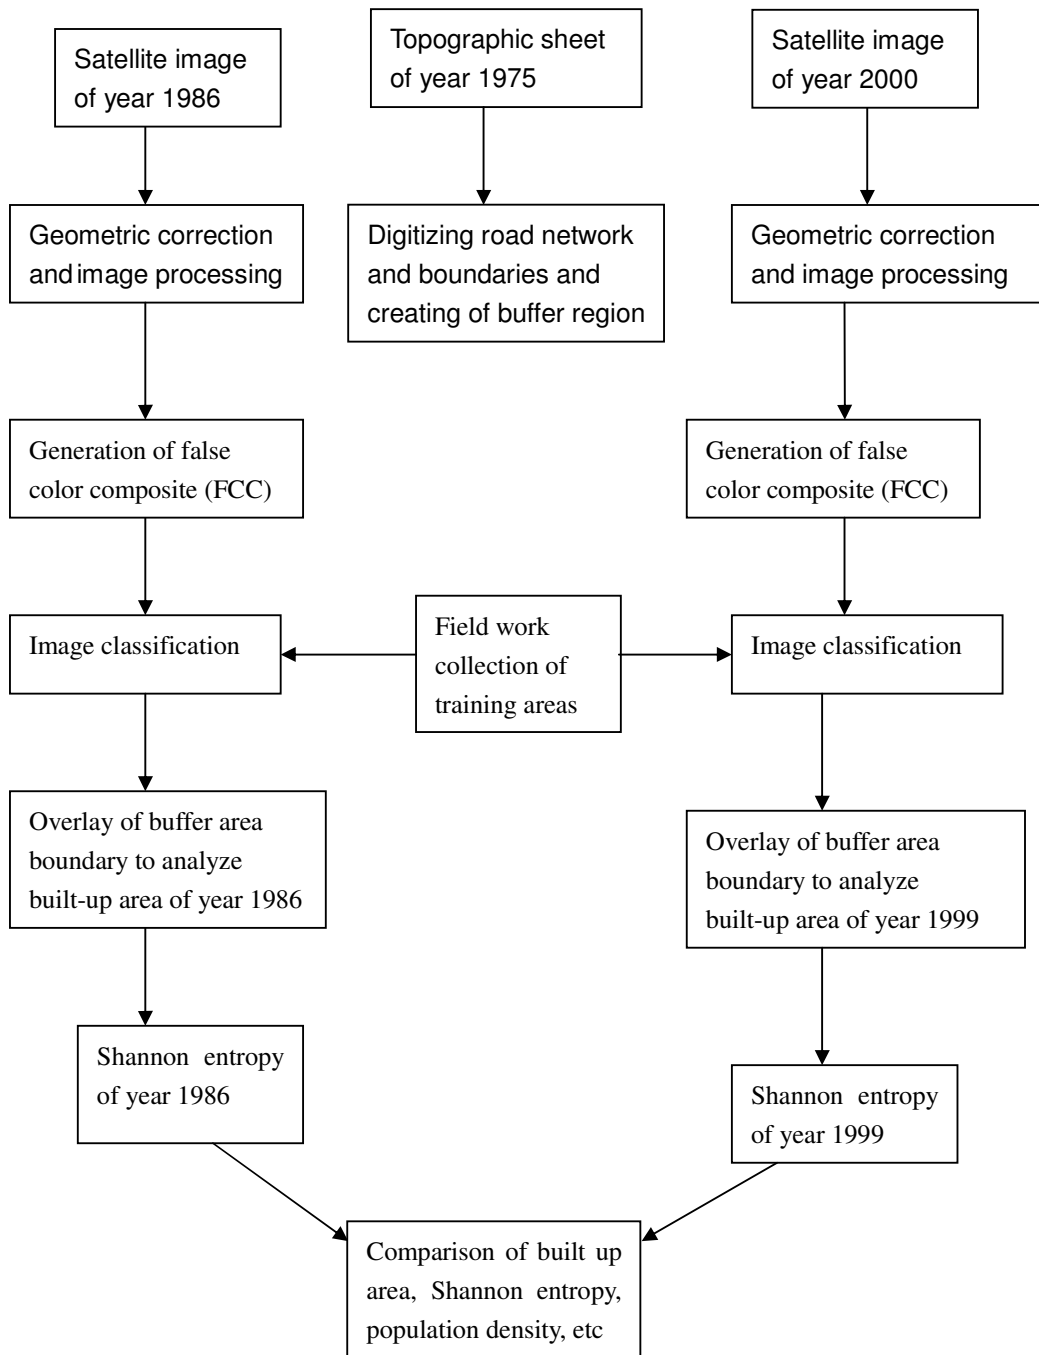 Satellite image
of year 1986
Topographic sheet
of year 1975
Satellite image
of year 2000
Geometric correction
and image processing
Digitizing road network
and boundaries and
creating of buffer region
Geometric correction
and image processing
Generation of false
color composite (FCC)
Generation of false
color composite (FCC)
Image classification
Field work
collection of
training areas
Image classification
Overlay of buffer area
boundary to analyze
built-up area of year 1986
Overlay of buffer area
boundary to analyze
built-up area of year 1999
Shannon entropy
of year 1986
Shannon entropy
of year 1999
Comparison of built up
area, Shannon entropy,
population density, etc